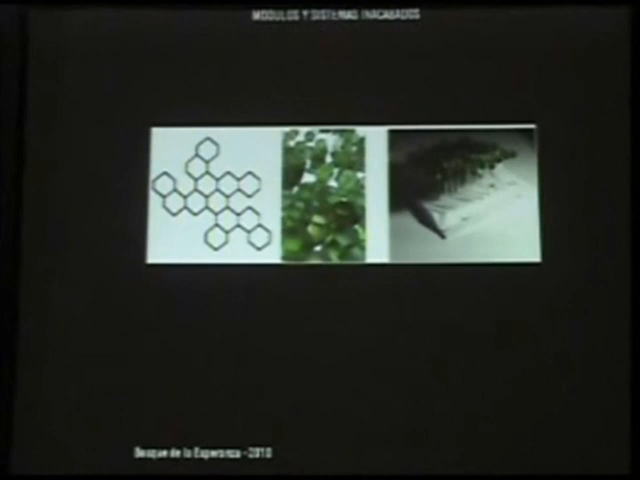 MODULOS Y SISTEMAS INACABADOS
Bosque de la Esperanza - 2010